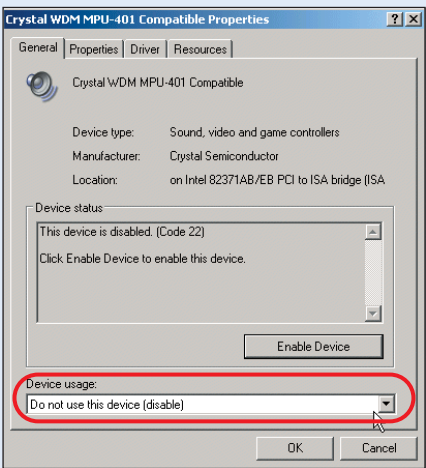 Crystal WDM MPU-401 Compatible Properties
General Properties Driver Resources
Crystal WDM MPU-401 Compatible
Device type: Sound, video and game controllers
Manufacturer: Crystal Semiconductor
Location: on Intel 82371AB/EB PCI to ISA bridge (ISA
Device status
This device is disabled. (Code 22)
Click Enable Device to enable this device.
Enable Device
Device usage:
Do not use this device (disable)
OK Cancel